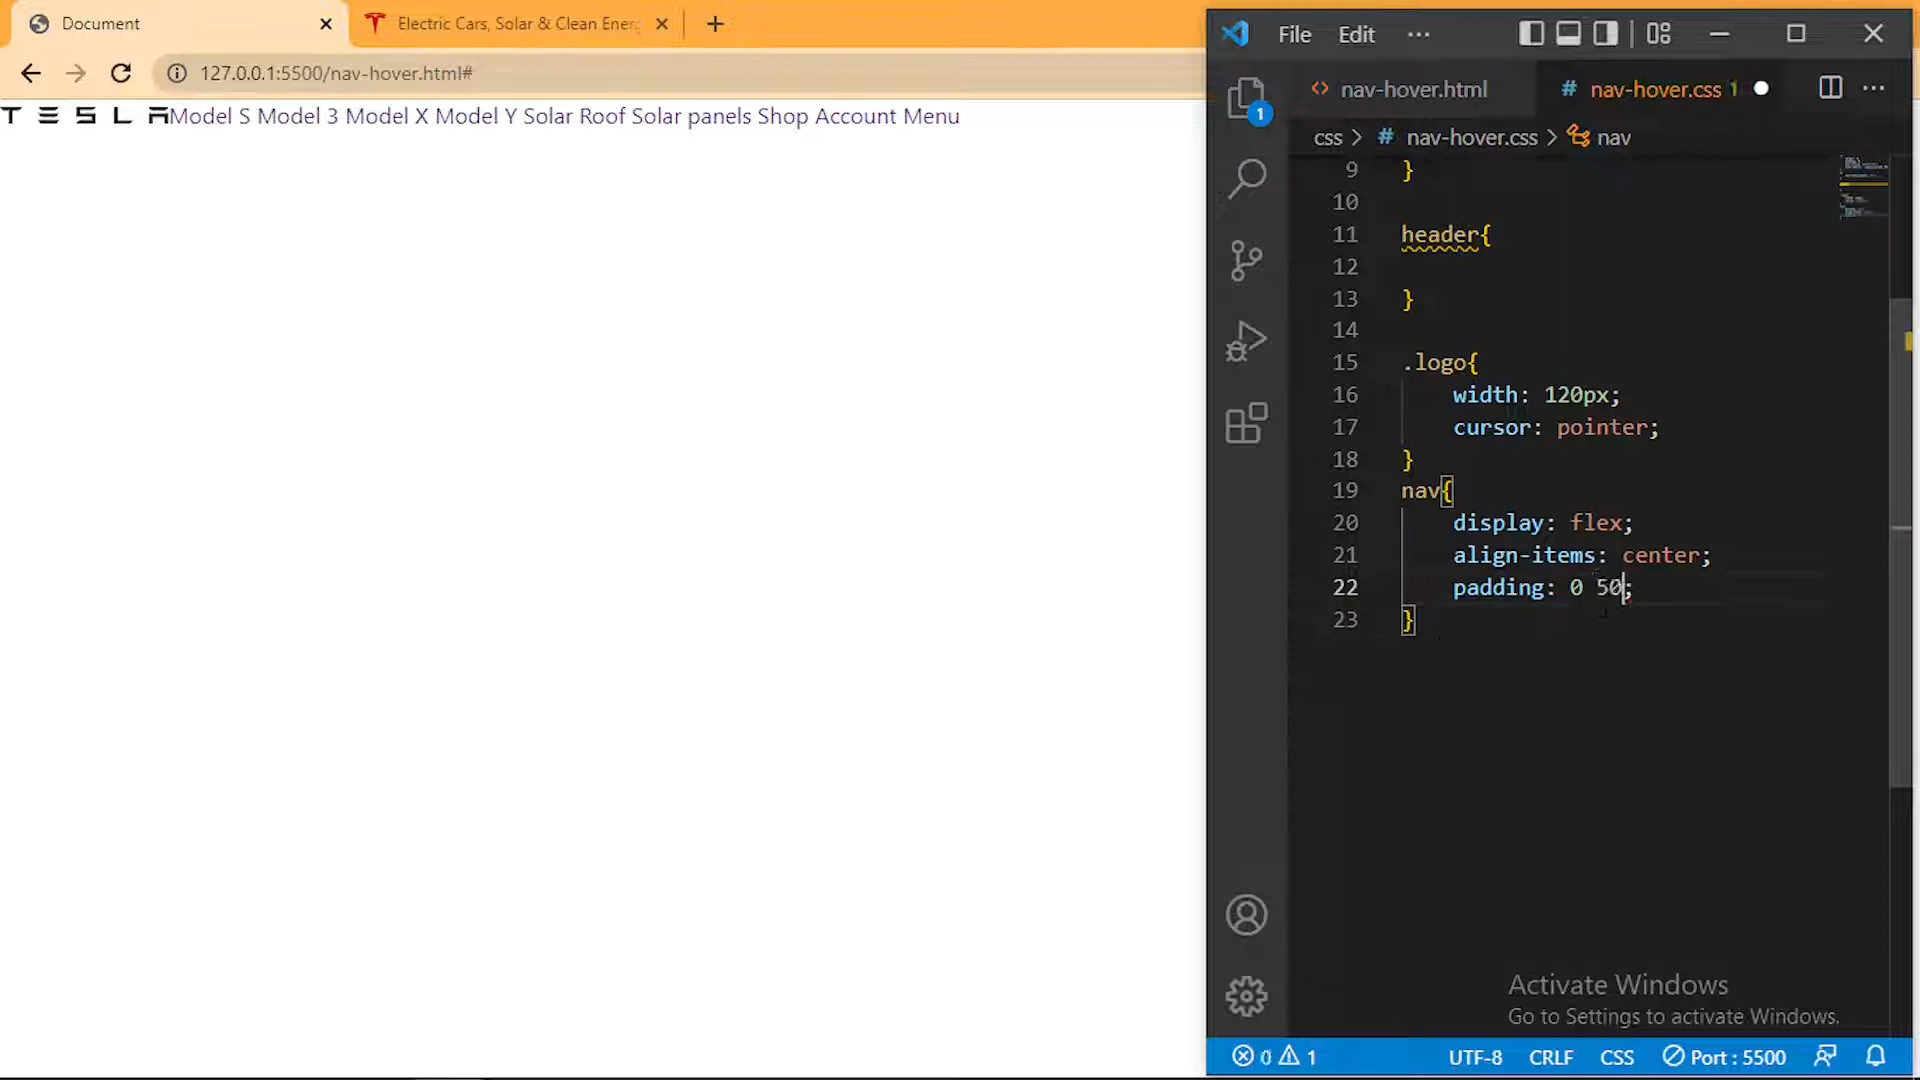 Document
Electric Cars, Solar & Clean Ener
127.0.0.1:5500/nav-hover.html#
TESLA Model S Model 3 Model X Model Y Solar Roof Solar panels Shop Account Menu
File Edit ···
1
nav-hover.html
# nav-hover.css 1
css > # nav-hover.css > nav
9 }
10
11 header{
12
13 }
14
15 .logo{
16 width: 120px;
17 cursor: pointer;
18 }
19 nav{
20 display: flex;
21 align-items: center;
22 padding: 0 50;
23 }
Activate Windows
Go to Settings to activate Windows.
0 1 UTF-8 CRLF CSS Port : 5500